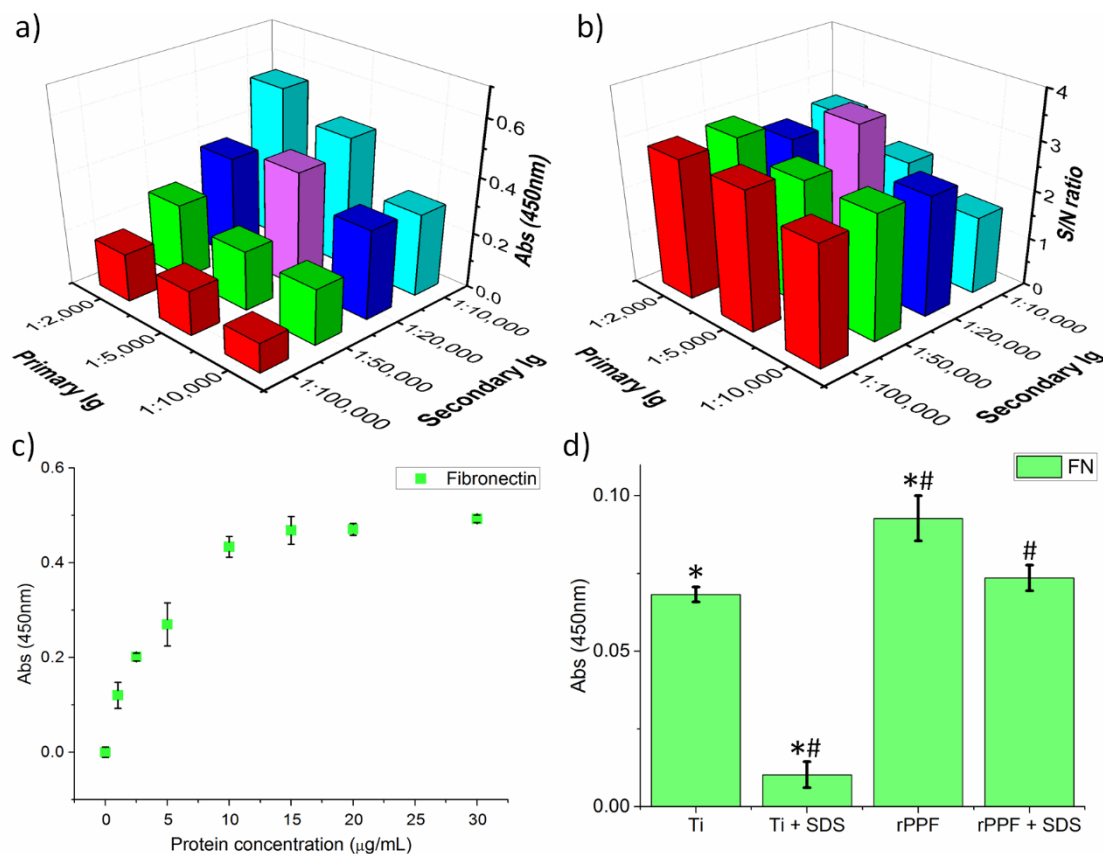 a)
0.6
0.4
0.2
0.0
Abs (450nm)
1:2,000
1:5,000
1:10,000
Primary Ig
1:10,000
1:20,000
1:50,000
1:100,000
Secondary Ig
b)
4
3
2
1
0
S/N ratio
1:2,000
1:5,000
1:10,000
Primary Ig
1:10,000
1:20,000
1:50,000
1:100,000
Secondary Ig
c)
Fibronectin
0.6
0.4
0.2
0.0
Abs (450nm)
0 5 10 15 20 25 30
Protein concentration (μg/mL)
d)
FN
0.10
0.05
0.00
Abs (450nm)
*
*#
*#
#
Ti Ti + SDS rPPF rPPF + SDS